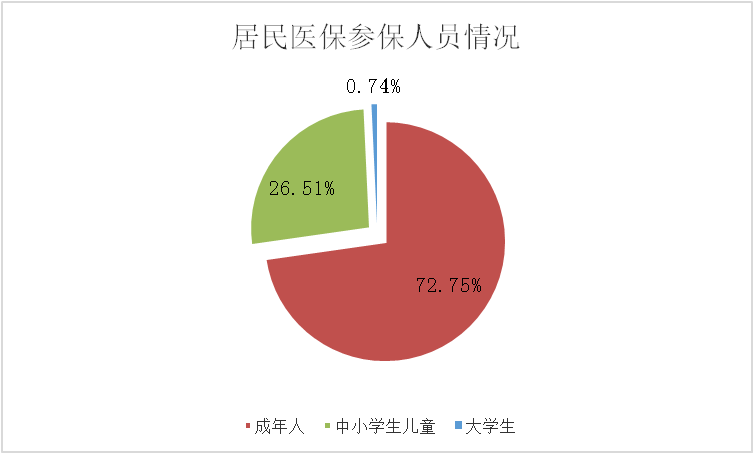 居民医保参保人员情况
0.74%
26.51%
72.75%
成年人 中小学生儿童 大学生